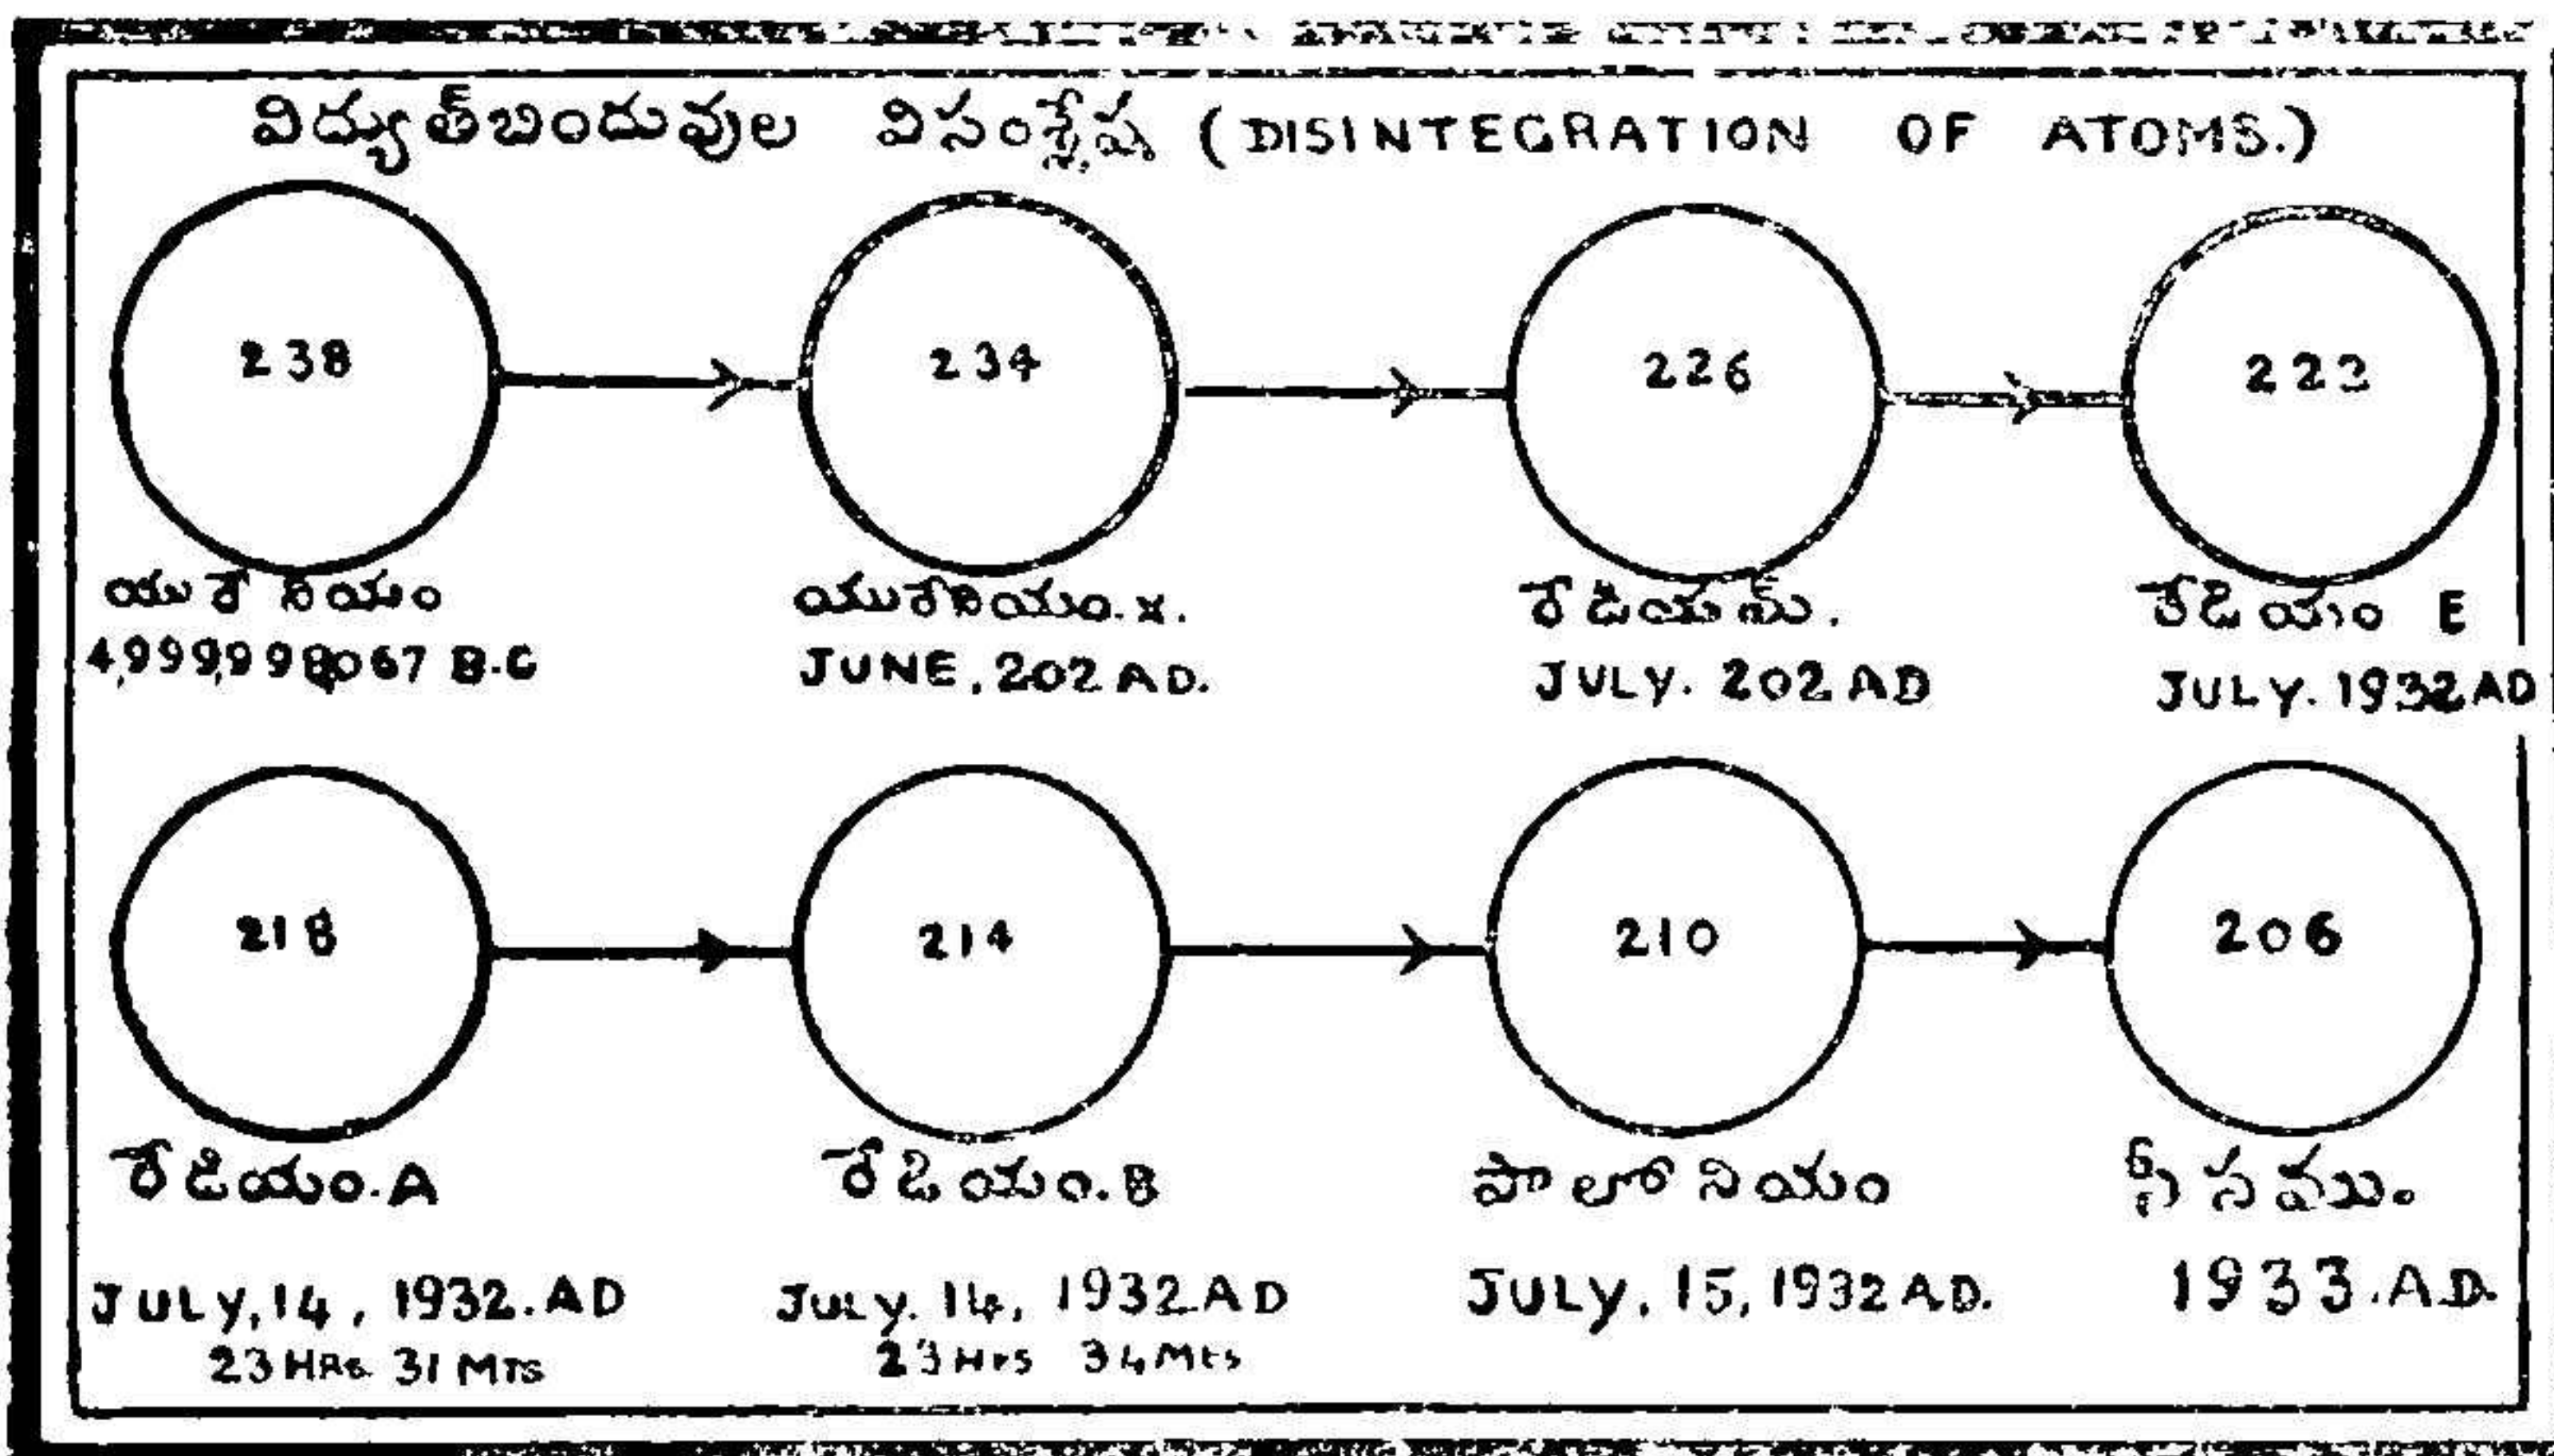 విద్యుత్‌బిందువుల విసంశ్లేష (DISINTEGRATION OF ATOMS.)
238 234 226 222
యురేనియం యురేనియం.X. రేడియమ్. రేడియం E
4,999,998,067 B.C JUNE, 202 AD. JULY. 202 AD JULY. 1932 AD
218 214 210 206
రేడియం.A రేడియం.B పాలోనియం సీసము.
JULY, 14, 1932. AD JULY. 14, 1932 AD JULY, 15, 1932 A.D. 1933. A.D.
23 HRS 31 MTS 23 Hrs 34 Mts